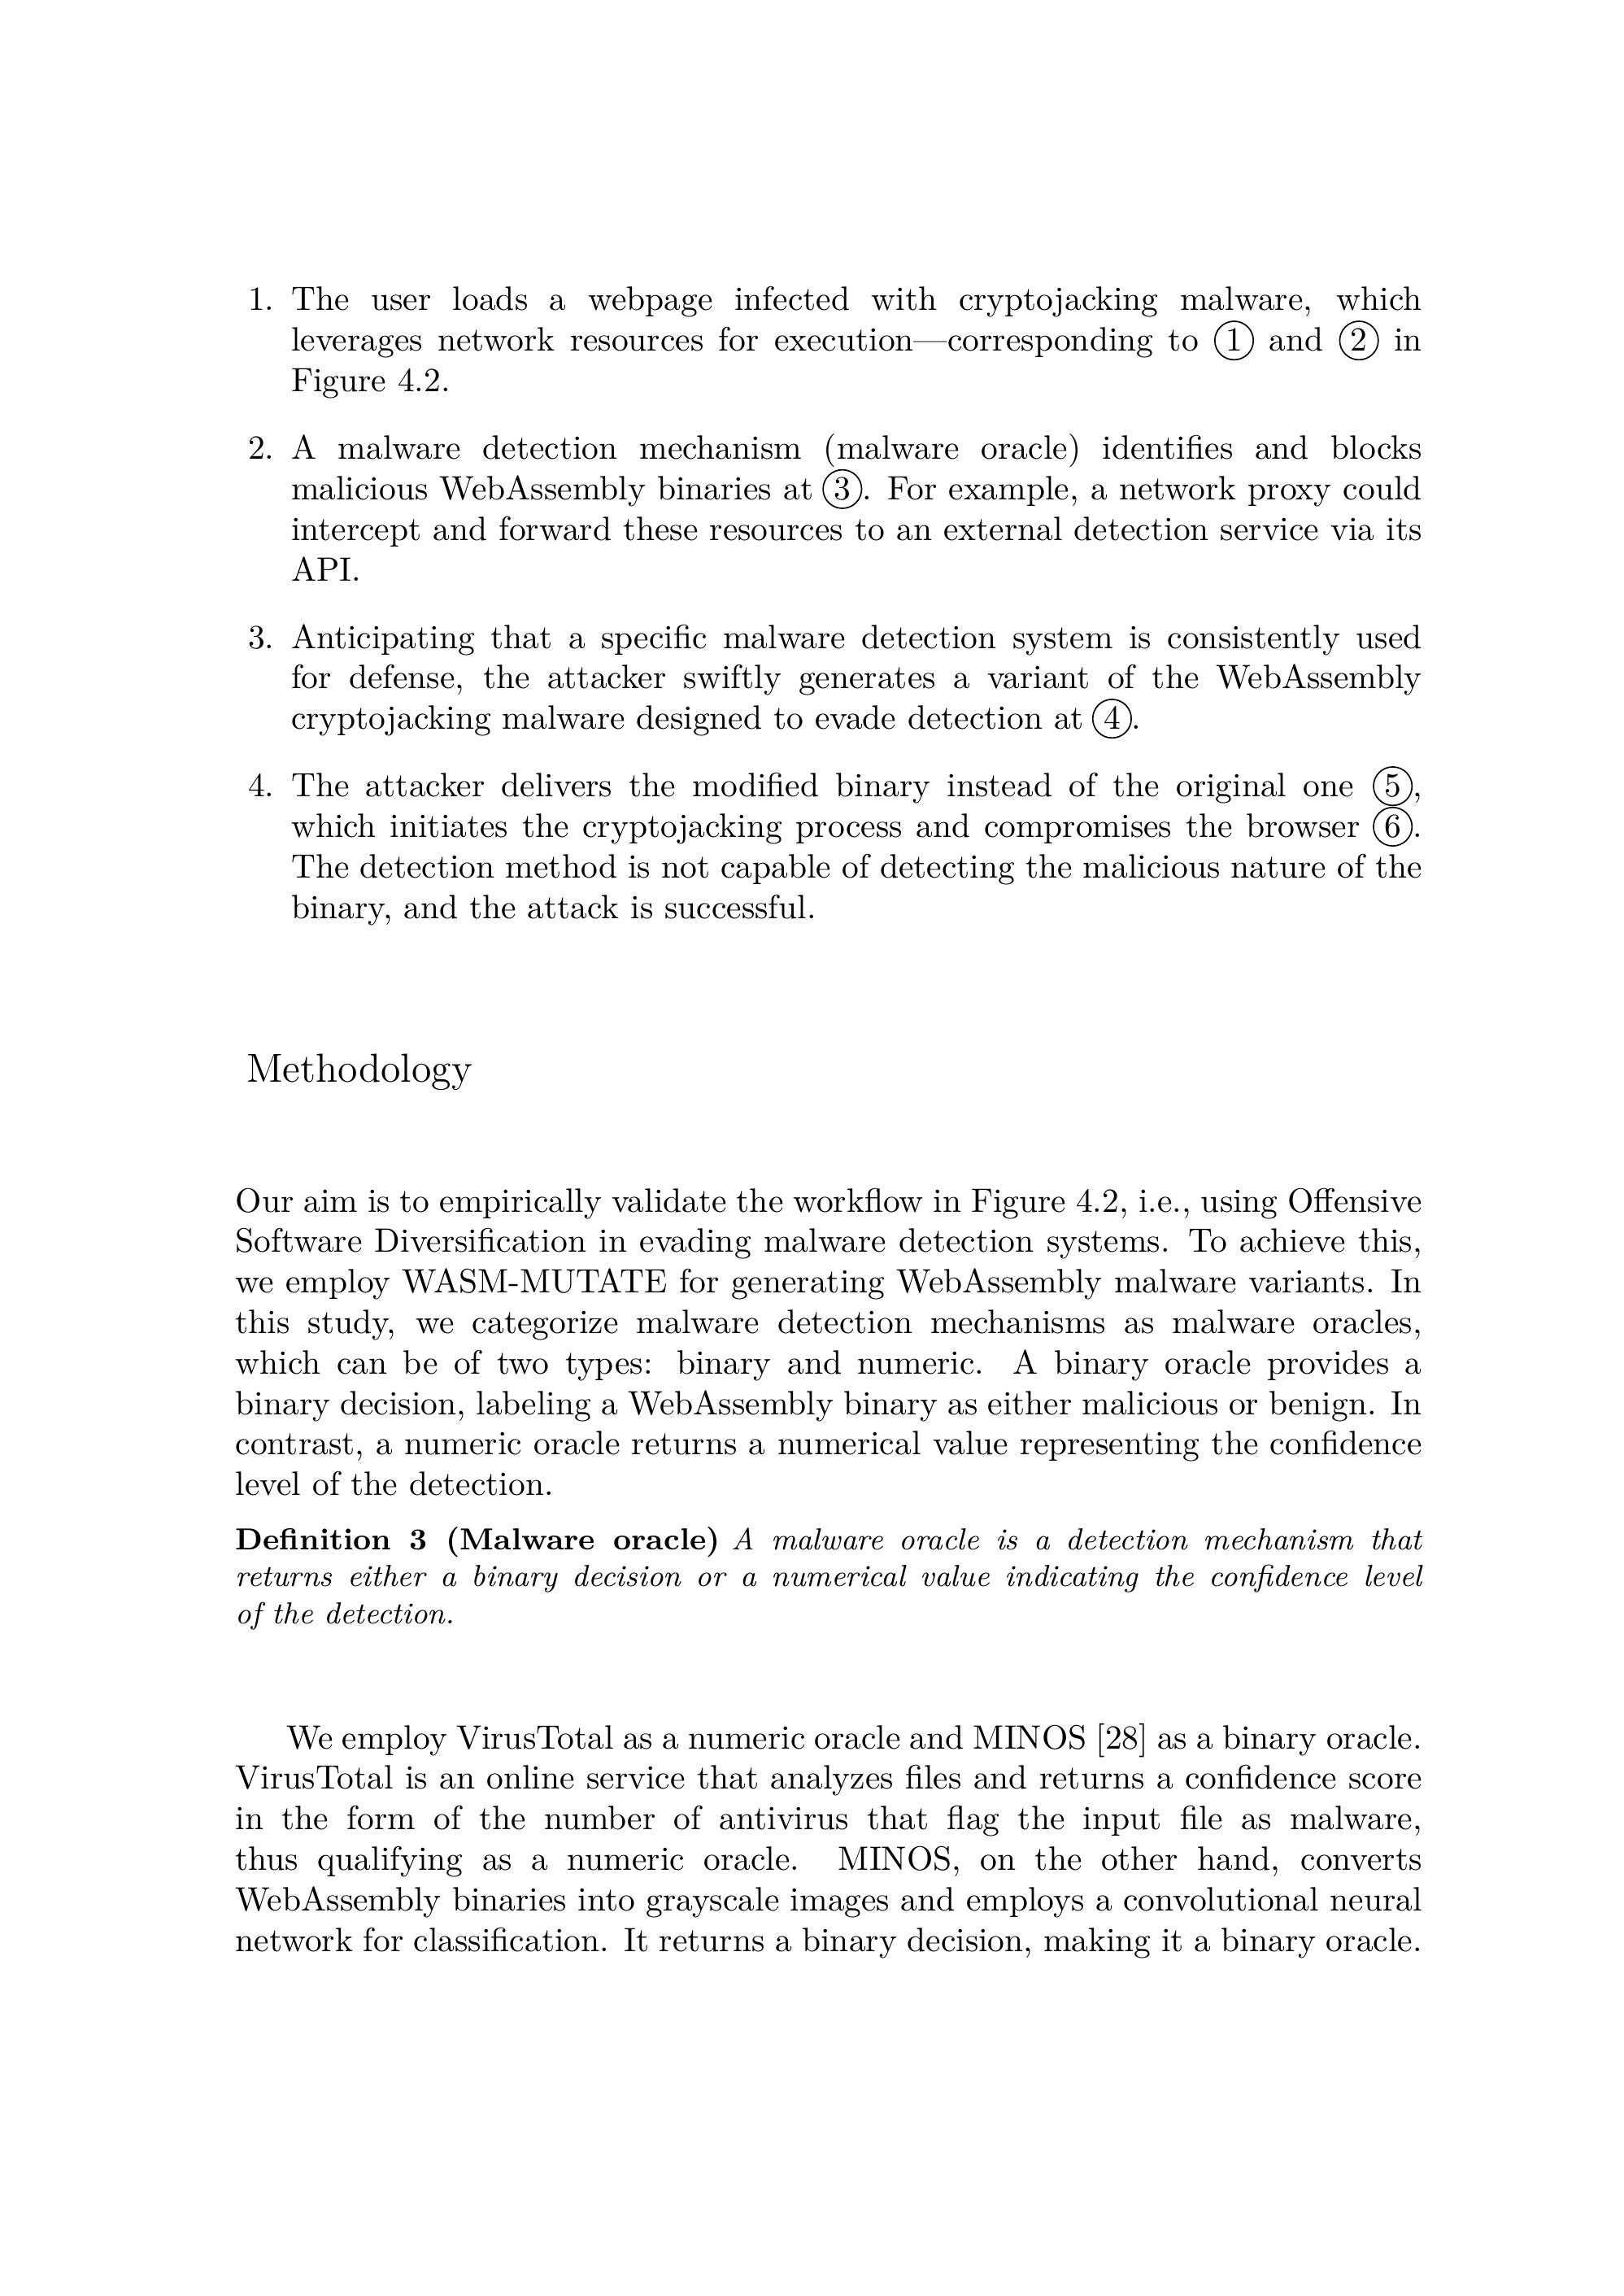 1. The user loads a webpage infected with cryptojacking malware, which
leverages network resources for execution—corresponding to ① and ② in
Figure 4.2.
2. A malware detection mechanism (malware oracle) identifies and blocks
malicious WebAssembly binaries at ③. For example, a network proxy could
intercept and forward these resources to an external detection service via its
API.
3. Anticipating that a specific malware detection system is consistently used
for defense, the attacker swiftly generates a variant of the WebAssembly
cryptojacking malware designed to evade detection at ④.
4. The attacker delivers the modified binary instead of the original one ⑤,
which initiates the cryptojacking process and compromises the browser ⑥.
The detection method is not capable of detecting the malicious nature of the
binary, and the attack is successful.
Methodology
Our aim is to empirically validate the workflow in Figure 4.2, i.e., using Offensive
Software Diversification in evading malware detection systems. To achieve this,
we employ WASM-MUTATE for generating WebAssembly malware variants. In
this study, we categorize malware detection mechanisms as malware oracles,
which can be of two types: binary and numeric. A binary oracle provides a
binary decision, labeling a WebAssembly binary as either malicious or benign. In
contrast, a numeric oracle returns a numerical value representing the confidence
level of the detection.
Definition 3 (Malware oracle) A malware oracle is a detection mechanism that
returns either a binary decision or a numerical value indicating the confidence level
of the detection.
We employ VirusTotal as a numeric oracle and MINOS [28] as a binary oracle.
VirusTotal is an online service that analyzes files and returns a confidence score
in the form of the number of antivirus that flag the input file as malware,
thus qualifying as a numeric oracle. MINOS, on the other hand, converts
WebAssembly binaries into grayscale images and employs a convolutional neural
network for classification. It returns a binary decision, making it a binary oracle.